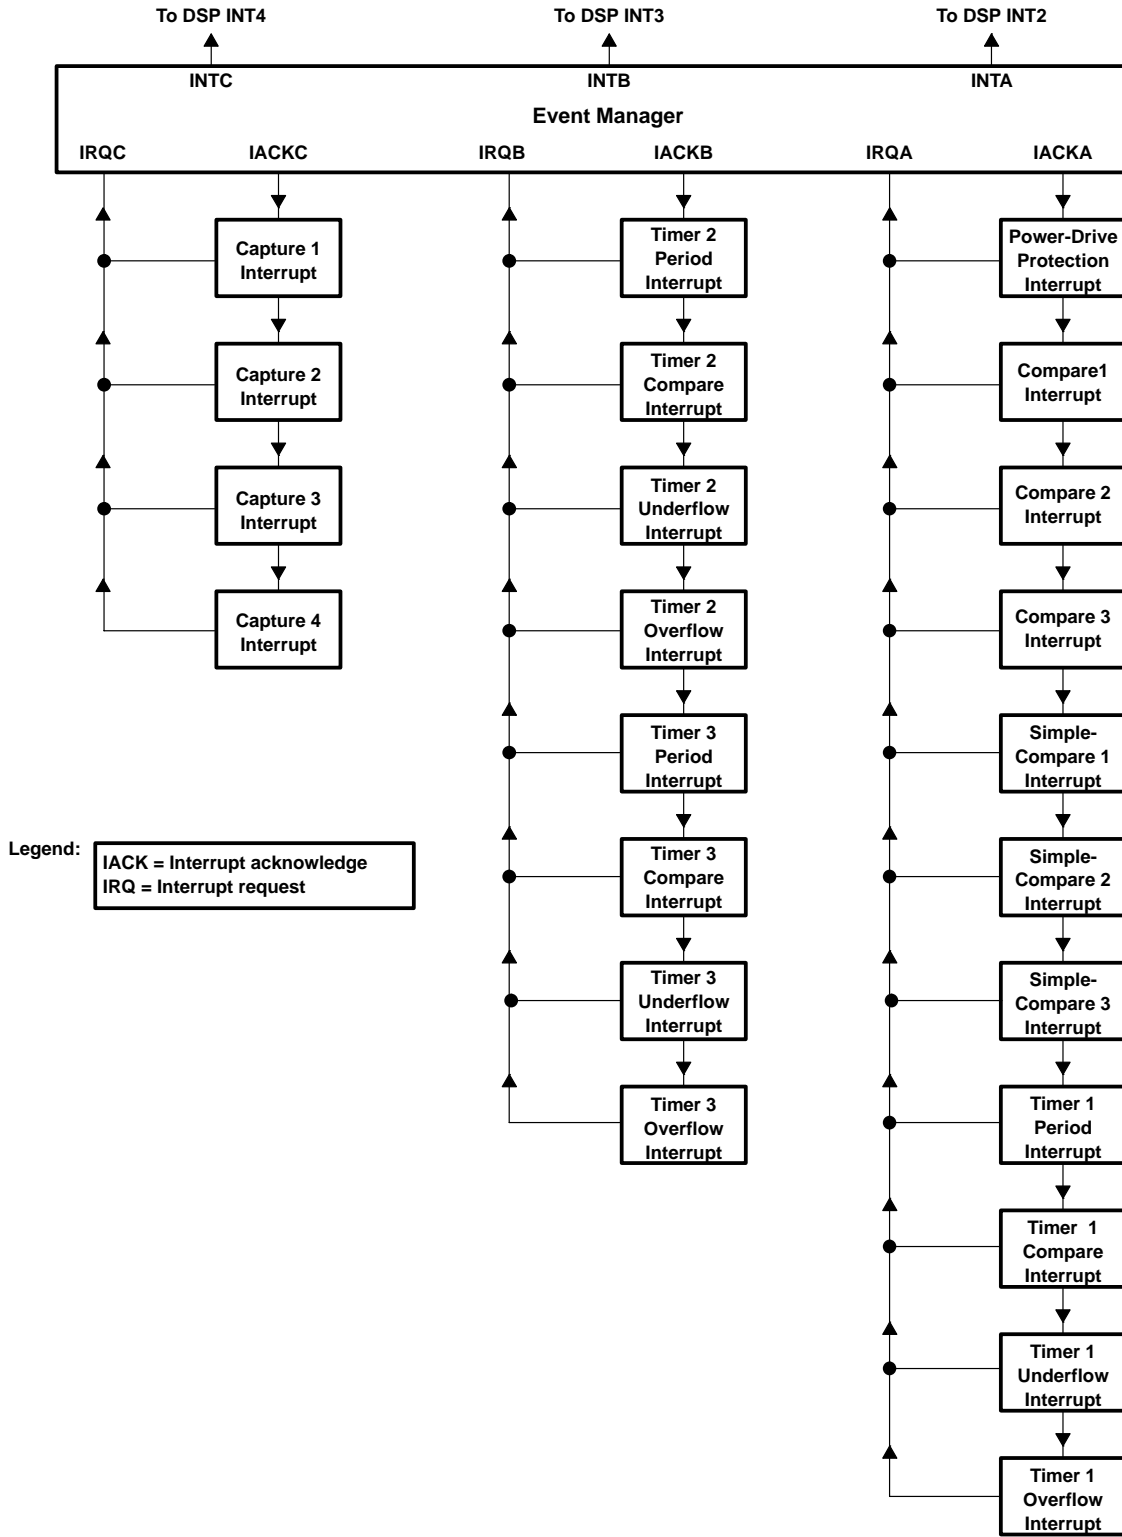 To DSP INT4
To DSP INT3
To DSP INT2
INTC
INTB
INTA
Event Manager
IRQC
IACKC
IRQB
IACKB
IRQA
IACKA
Capture 1
Interrupt
Capture 2
Interrupt
Capture 3
Interrupt
Capture 4
Interrupt
Timer 2
Period
Interrupt
Timer 2
Compare
Interrupt
Timer 2
Underflow
Interrupt
Timer 2
Overflow
Interrupt
Timer 3
Period
Interrupt
Timer 3
Compare
Interrupt
Timer 3
Underflow
Interrupt
Timer 3
Overflow
Interrupt
Power-Drive
Protection
Interrupt
Compare1
Interrupt
Compare 2
Interrupt
Compare 3
Interrupt
Simple-
Compare 1
Interrupt
Simple-
Compare 2
Interrupt
Simple-
Compare 3
Interrupt
Timer 1
Period
Interrupt
Timer 1
Compare
Interrupt
Timer 1
Underflow
Interrupt
Timer 1
Overflow
Interrupt
Legend:
IACK = Interrupt acknowledge
IRQ = Interrupt request